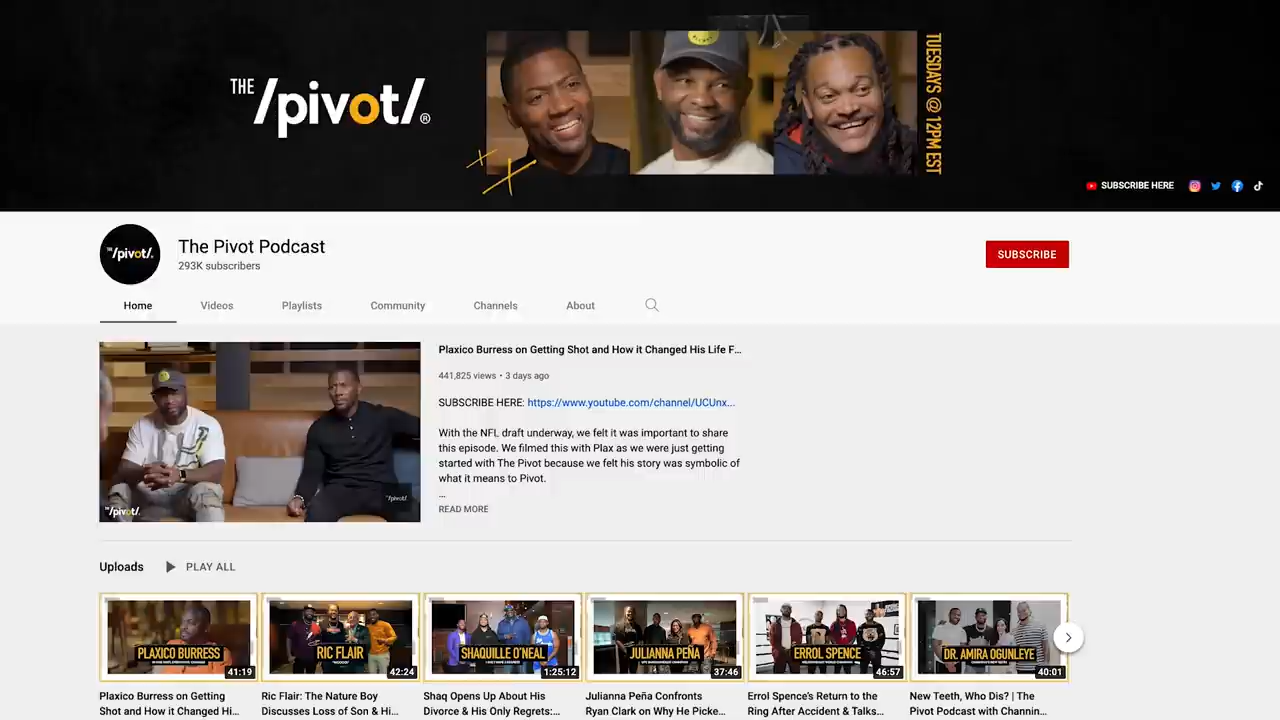 THE /pivot/.®
TUESDAYS @ 12PM EST
SUBSCRIBE HERE
THE /pivot/.
The Pivot Podcast
293K subscribers
SUBSCRIBE
Home
Videos
Playlists
Community
Channels
About
Plaxico Burress on Getting Shot and How it Changed His Life F...
441,825 views • 3 days ago
SUBSCRIBE HERE: https://www.youtube.com/channel/UCUnx...
With the NFL draft underway, we felt it was important to share
this episode. We filmed this with Plax as we were just getting
started with The Pivot because we felt his story was symbolic of
what it means to Pivot.
...
READ MORE
THE /pivot/.
/pivot/.
Uploads
PLAY ALL
PLAXICO BURRESS
41:19
RIC FLAIR
42:24
SHAQUILLE O'NEAL
1:25:12
JULIANNA PEÑA
37:46
ERROL SPENCE
46:57
DR. AMIRA OGUNLEYE
40:01
Plaxico Burress on Getting
Shot and How it Changed Hi...
Ric Flair: The Nature Boy
Discusses Loss of Son & Hi...
Shaq Opens Up About His
Divorce & His Only Regrets:...
Julianna Peña Confronts
Ryan Clark on Why He Picke...
Errol Spence's Return to the
Ring After Accident & Talks...
New Teeth, Who Dis? | The
Pivot Podcast with Channin...